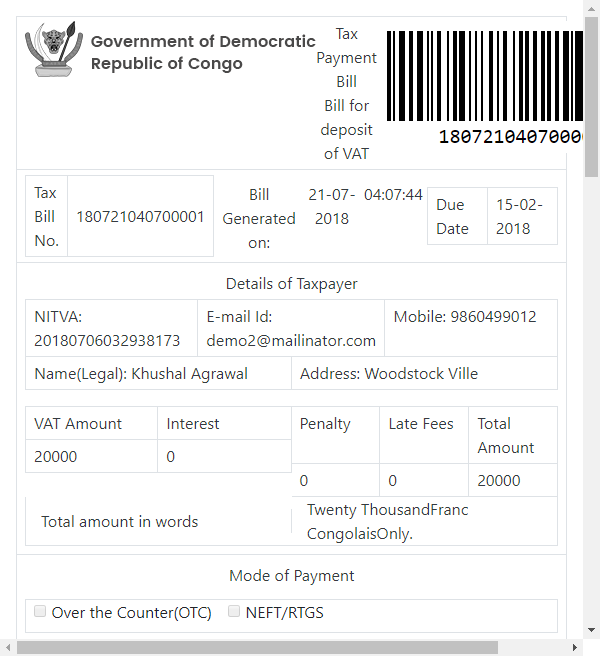 Government of Democratic
Republic of Congo
Tax
Payment
Bill
Bill for
deposit
of VAT
Tax
Bill
No.
180721040700001
Bill
Generated
on:
21-07-
2018
04:07:44
Due
Date
15-02-
2018
Details of Taxpayer
NITVA:
20180706032938173
E-mail Id:
demo2@mailinator.com
Mobile: 9860499012
Name(Legal): Khushal Agrawal
Address: Woodstock Ville
VAT Amount
Interest
Penalty
Late Fees
Total
Amount
20000
0
0
0
20000
Total amount in words
Twenty ThousandFranc
CongolaisOnly.
Mode of Payment
Over the Counter(OTC)
NEFT/RTGS